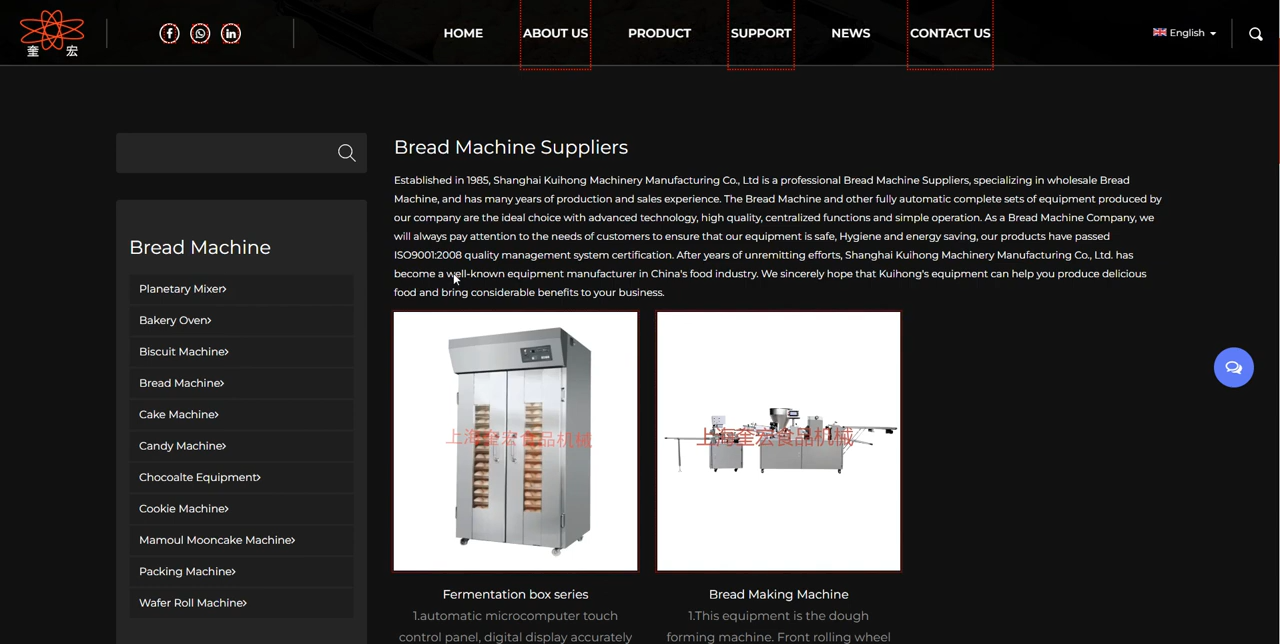 奎 宏
HOME
ABOUT US
PRODUCT
SUPPORT
NEWS
CONTACT US
English
Bread Machine
Planetary Mixer>
Bakery Oven>
Biscuit Machine>
Bread Machine>
Cake Machine>
Candy Machine>
Chocoalte Equipment>
Cookie Machine>
Mamoul Mooncake Machine>
Packing Machine>
Wafer Roll Machine>
Bread Machine Suppliers
Established in 1985, Shanghai Kuihong Machinery Manufacturing Co., Ltd is a professional Bread Machine Suppliers, specializing in wholesale Bread
Machine, and has many years of production and sales experience. The Bread Machine and other fully automatic complete sets of equipment produced by
our company are the ideal choice with advanced technology, high quality, centralized functions and simple operation. As a Bread Machine Company, we
will always pay attention to the needs of customers to ensure that our equipment is safe, Hygiene and energy saving, our products have passed
ISO9001:2008 quality management system certification. After years of unremitting efforts, Shanghai Kuihong Machinery Manufacturing Co., Ltd. has
become a well-known equipment manufacturer in China's food industry. We sincerely hope that Kuihong's equipment can help you produce delicious
food and bring considerable benefits to your business.
上海奎宏食品机械
上海奎宏食品机械
Fermentation box series
1.automatic microcomputer touch
control panel, digital display accurately
Bread Making Machine
1.This equipment is the dough
forming machine. Front rolling wheel